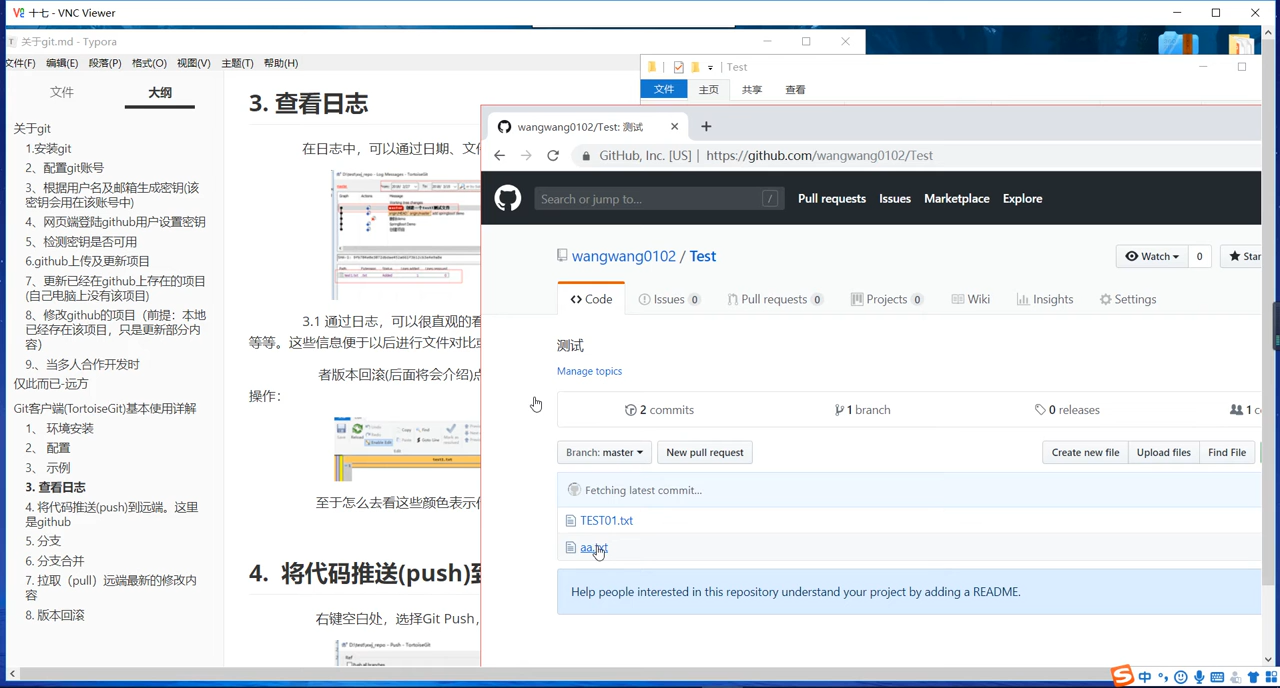 十七 - VNC Viewer
关于git.md - Typora
文件(F) 编辑(E) 段落(P) 格式(O) 视图(V) 主题(T) 帮助(H)
文件 大纲
关于git
1.安装git
2、配置git账号
3、根据用户名及邮箱生成密钥(该
密钥会用在该账号中)
4、网页端登陆github用户设置密钥
5、检测密钥是否可用
6.github上传及更新项目
7、更新已经在github上存在的项目
(自己电脑上没有该项目)
8、修改github的项目（前提：本地
已经存在该项目，只是更新部分内
容）
9.、当多人合作开发时
仅此而已-远方
Git客户端(TortoiseGit)基本使用详解
1、 环境安装
2、 配置
3、 示例
3. 查看日志
4. 将代码推送(push)到远端。这里
是github
5. 分支
6. 分支合并
7. 拉取（pull）远端最新的修改内
容
8. 版本回滚
3. 查看日志
在日志中，可以通过日期、文件
3.1 通过日志，可以很直观的看
等等。这些信息便于以后进行文件对比或
者版本回滚(后面将会介绍)点
操作：
至于怎么去看这些颜色表示什
4. 将代码推送(push)到
右键空白处，选择Git Push，
Test
文件 主页 共享 查看
wangwang0102/Test: 测试
GitHub, Inc. [US] | https://github.com/wangwang0102/Test
Search or jump to... /
Pull requests Issues Marketplace Explore
wangwang0102 / Test
Watch 0 Star
Code Issues 0 Pull requests 0 Projects 0 Wiki Insights Settings
测试
Manage topics
2 commits 1 branch 0 releases 1 c
Branch: master New pull request Create new file Upload files Find File
Fetching latest commit...
TEST01.txt
aa.txt
Help people interested in this repository understand your project by adding a README.
中